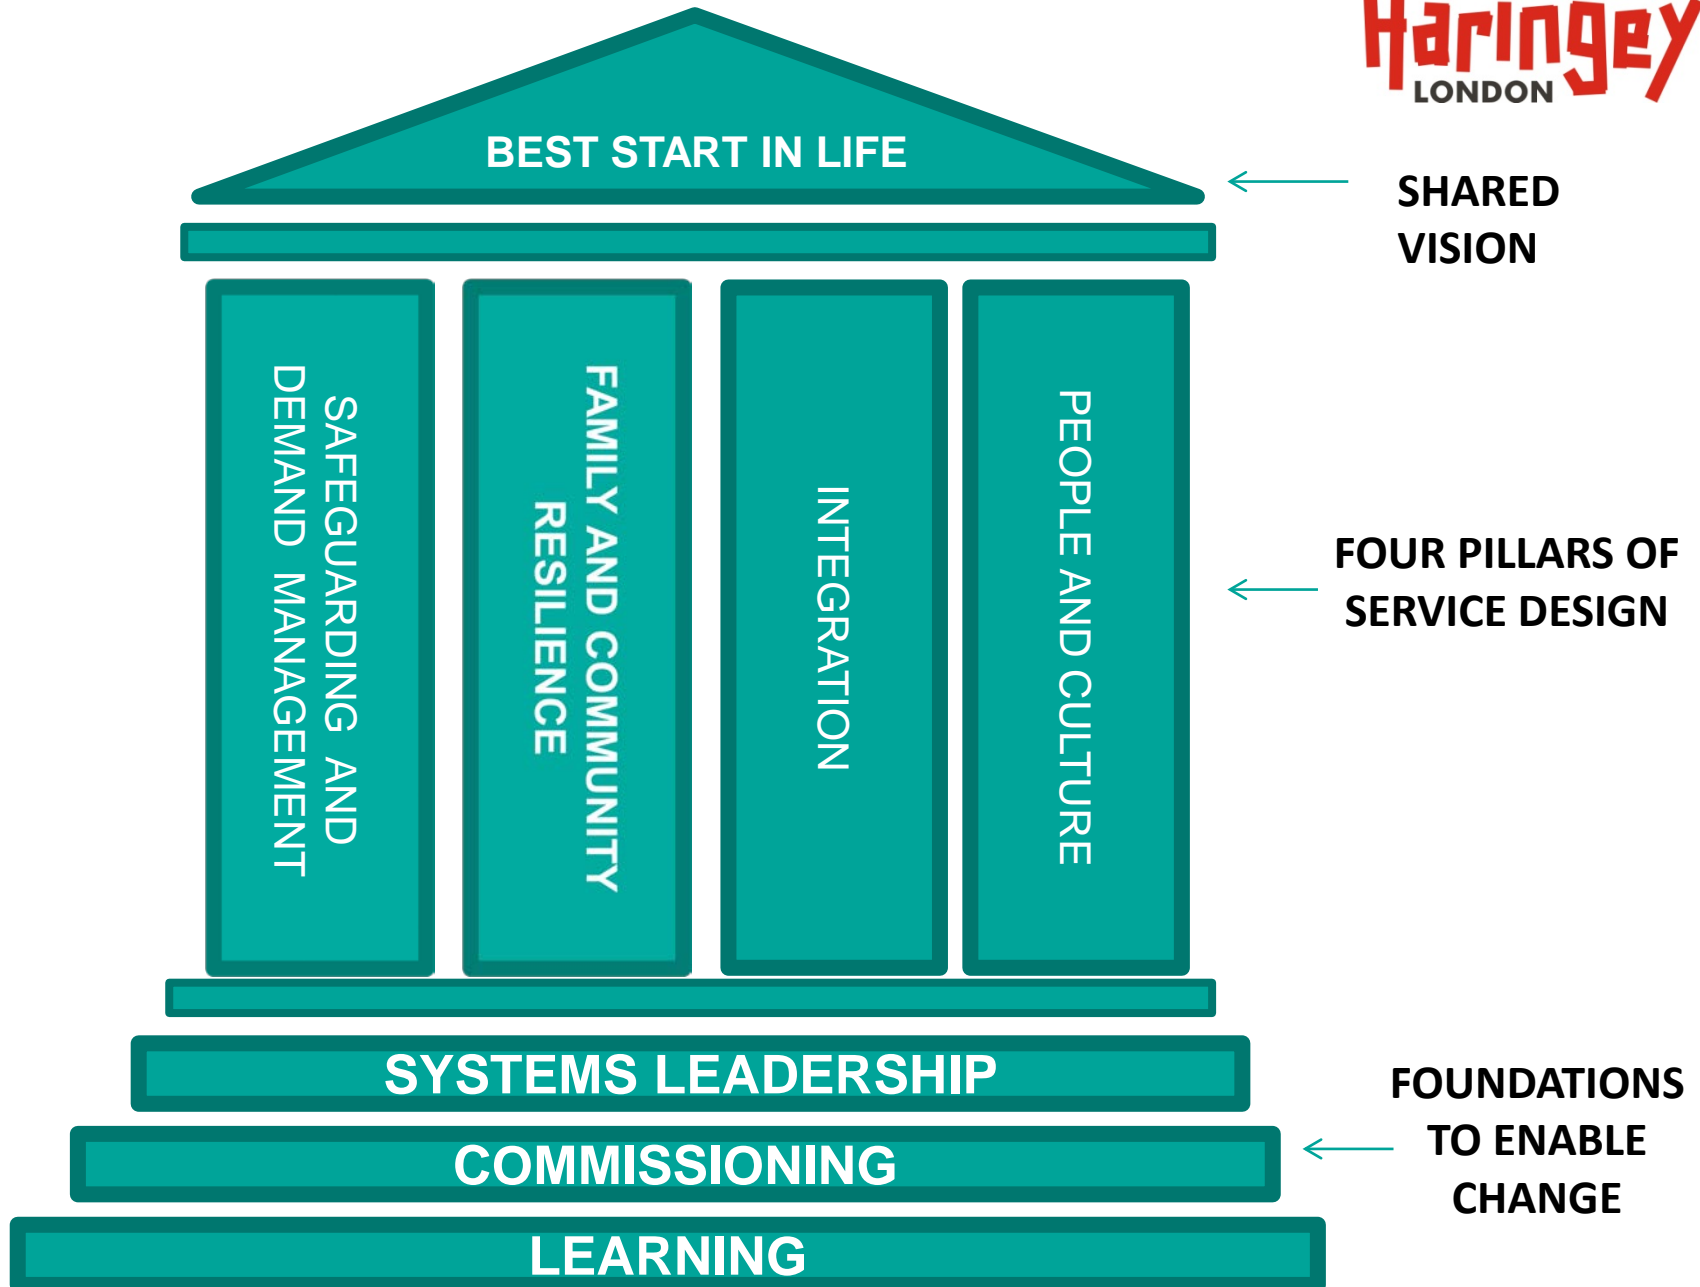 Haringey
LONDON
BEST START IN LIFE
SHARED
VISION
SAFEGUARDING AND
DEMAND MANAGEMENT
FAMILY AND COMMUNITY
RESILIENCE
INTEGRATION
PEOPLE AND CULTURE
FOUR PILLARS OF
SERVICE DESIGN
SYSTEMS LEADERSHIP
COMMISSIONING
LEARNING
FOUNDATIONS
TO ENABLE
CHANGE